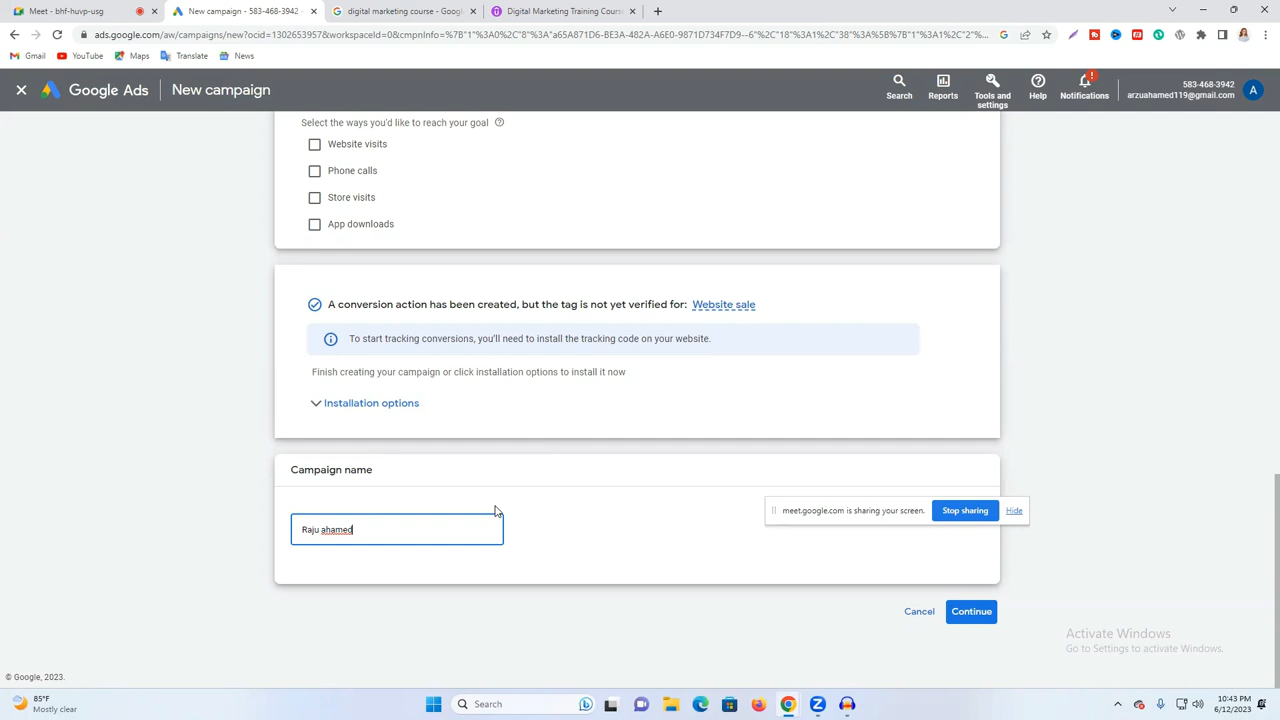 Meet - bhf-huvp-usg
New campaign - 583-468-3942 -
digital marketing course - Google
Digital Marketing Training Course
ads.google.com/aw/campaigns/new?ocid=1302653957&workspaceId=0&cmpnInfo=%7B"1"%3A0%2C"8"%3A"a65A871D6-BE3A-482A-A6E0-9871D734F7D9--6"%2C"18"%3A1%2C"38"%3A%5B%7B"1"%3A1%2C"2"%...
Gmail YouTube Maps Translate News
Google Ads New campaign
Search Reports Tools and settings Help Notifications
583-468-3942
arzuahamed119@gmail.com A
Select the ways you'd like to reach your goal
Website visits
Phone calls
Store visits
App downloads
A conversion action has been created, but the tag is not yet verified for: Website sale
To start tracking conversions, you'll need to install the tracking code on your website.
Finish creating your campaign or click installation options to install it now
Installation options
Campaign name
Raju ahamed
meet.google.com is sharing your screen. Stop sharing Hide
Cancel Continue
Activate Windows
Go to Settings to activate Windows.
© Google, 2023.
85°F
Mostly clear
Search
10:43 PM
6/12/2023